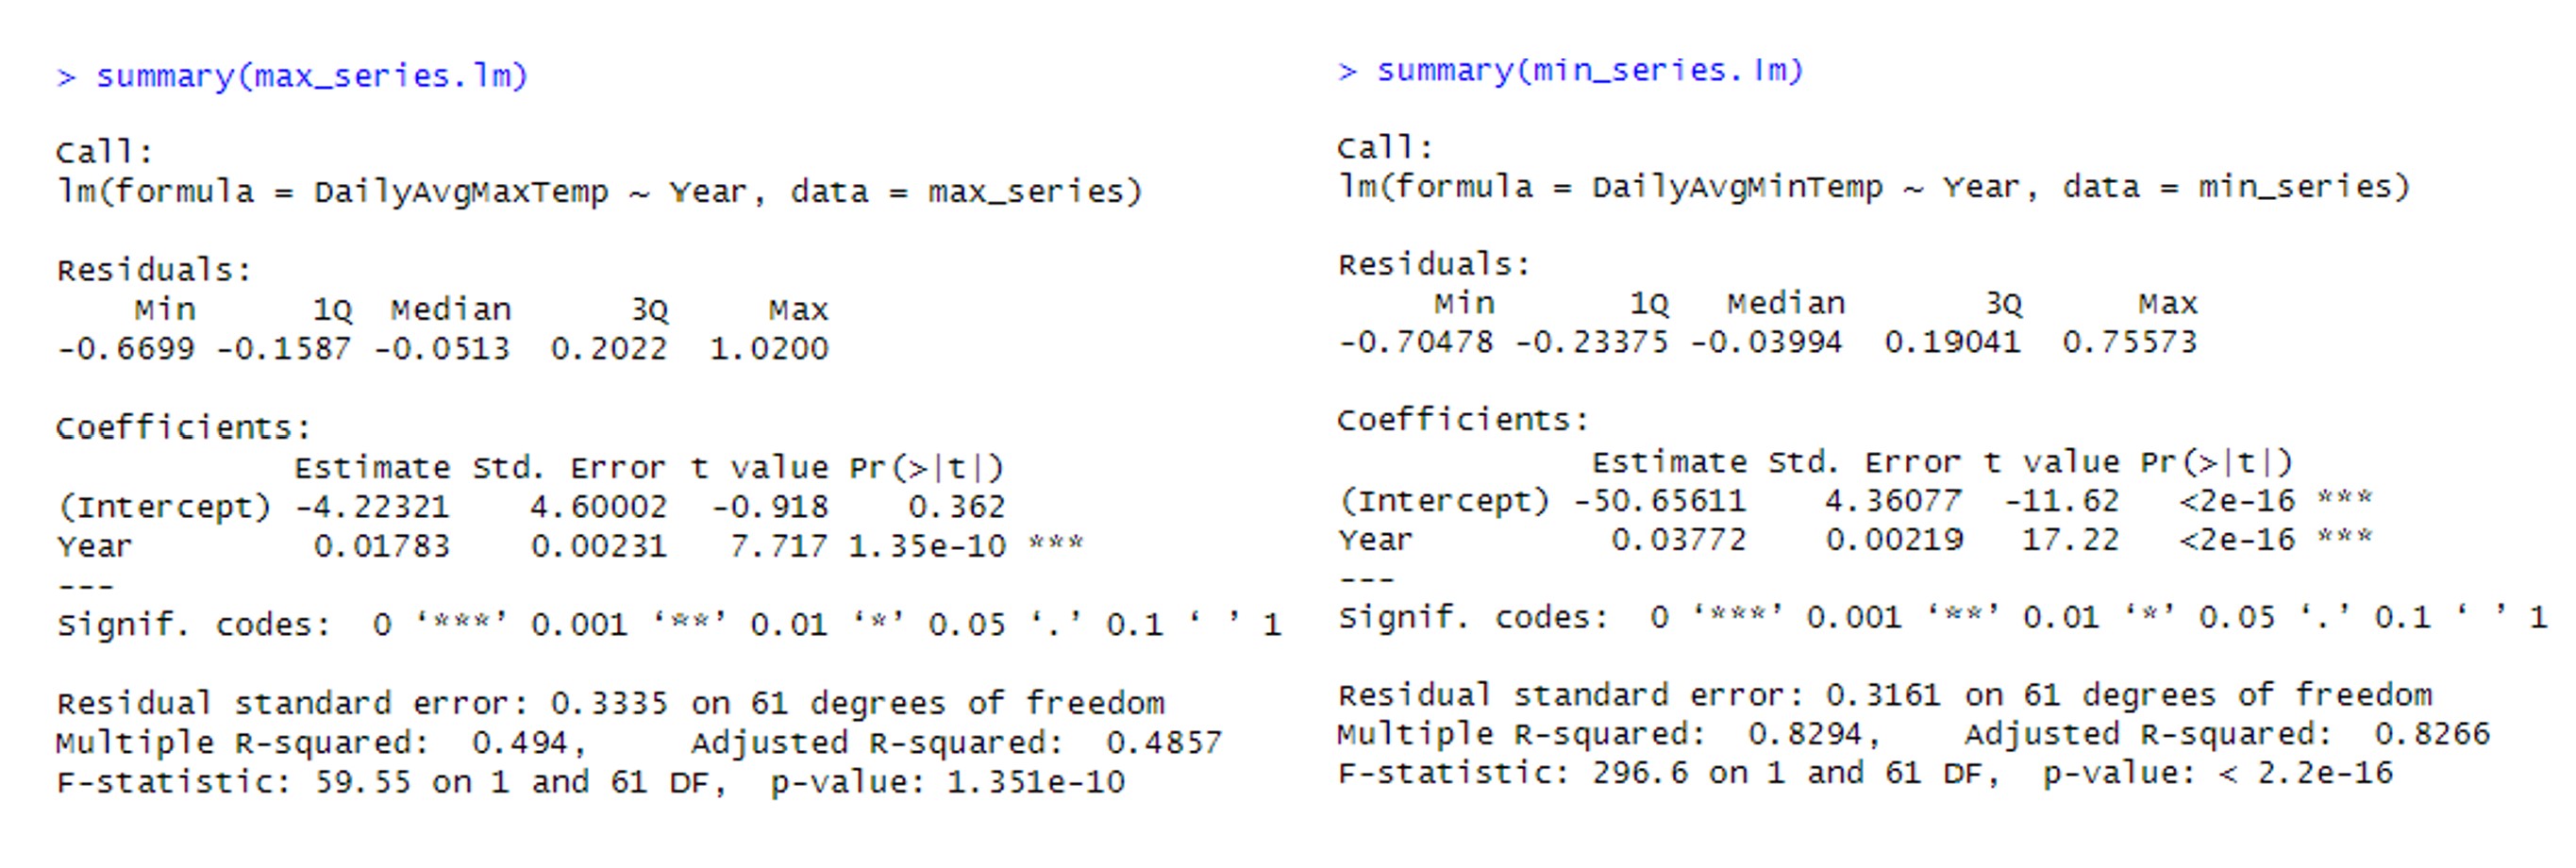 > summary(max_series.lm)
Call:
lm(formula = DailyAvgMaxTemp ~ Year, data = max_series)
Residuals:
    Min      1Q  Median      3Q     Max
-0.6699 -0.1587 -0.0513  0.2022  1.0200
Coefficients:
            Estimate Std. Error t value Pr(>|t|)
(Intercept) -4.22321    4.60002  -0.918    0.362
Year         0.01783    0.00231   7.717 1.35e-10 ***
---
Signif. codes:  0 ‘***’ 0.001 ‘**’ 0.01 ‘*’ 0.05 ‘.’ 0.1 ‘ ’ 1
Residual standard error: 0.3335 on 61 degrees of freedom
Multiple R-squared:  0.494,     Adjusted R-squared:  0.4857
F-statistic: 59.55 on 1 and 61 DF,  p-value: 1.351e-10
> summary(min_series.lm)
Call:
lm(formula = DailyAvgMinTemp ~ Year, data = min_series)
Residuals:
     Min       1Q   Median       3Q      Max
-0.70478 -0.23375 -0.03994  0.19041  0.75573
Coefficients:
             Estimate Std. Error t value Pr(>|t|)
(Intercept) -50.65611    4.36077  -11.62   <2e-16 ***
Year          0.03772    0.00219   17.22   <2e-16 ***
---
Signif. codes:  0 ‘***’ 0.001 ‘**’ 0.01 ‘*’ 0.05 ‘.’ 0.1 ‘ ’ 1
Residual standard error: 0.3161 on 61 degrees of freedom
Multiple R-squared:  0.8294,    Adjusted R-squared:  0.8266
F-statistic: 296.6 on 1 and 61 DF,  p-value: < 2.2e-16